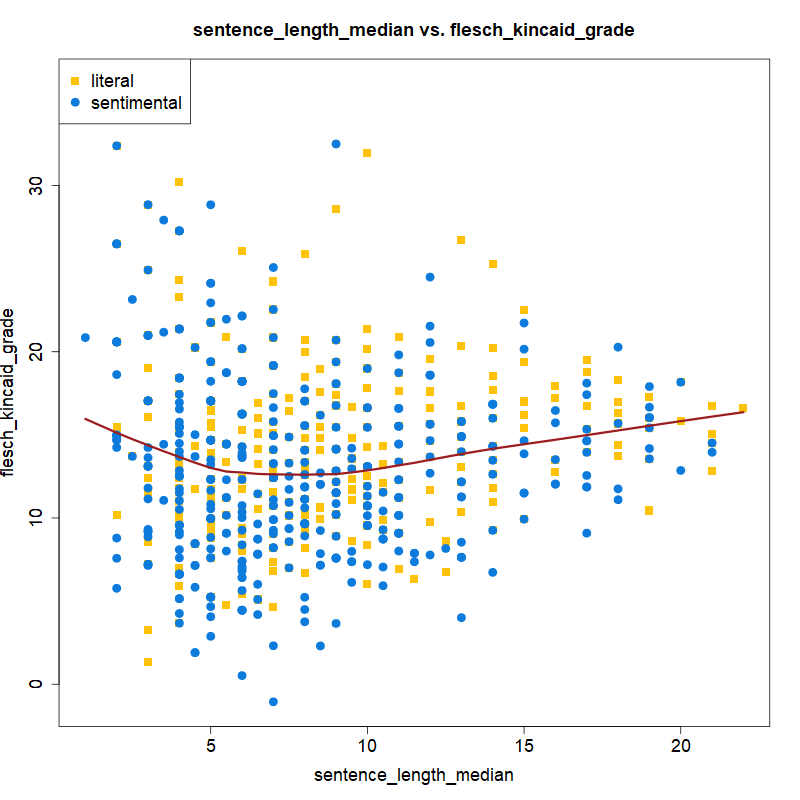 sentence_length_median vs. flesch_kincaid_grade
literal
sentimental
flesch_kincaid_grade
30
20
10
0
5 10 15 20
sentence_length_median